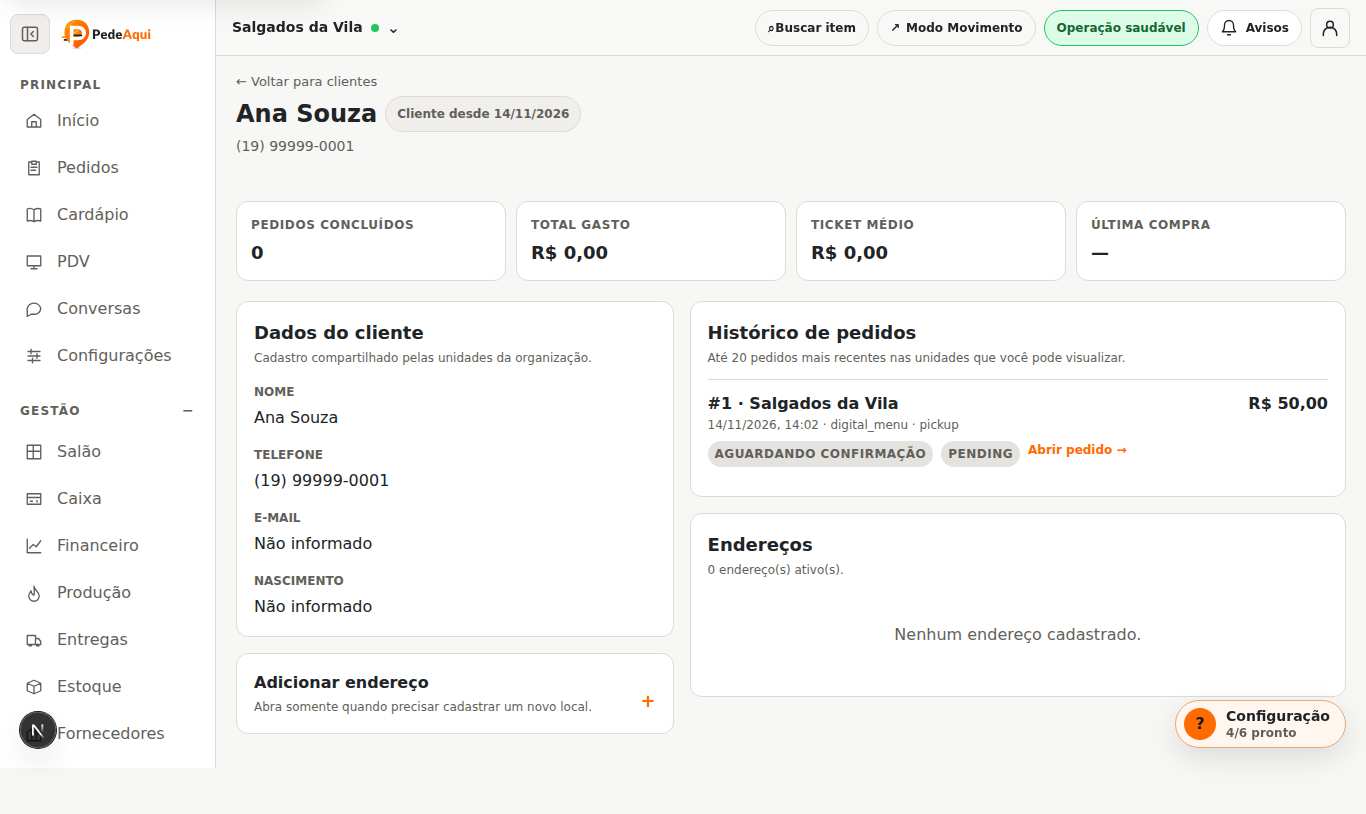 PedeAqui
Salgados da Vila
Buscar item
↗ Modo Movimento
Operação saudável
Avisos
PRINCIPAL
Início
Pedidos
Cardápio
PDV
Conversas
Configurações
GESTÃO −
Salão
Caixa
Financeiro
Produção
Entregas
Estoque
Fornecedores
N
← Voltar para clientes
Ana Souza
Cliente desde 14/11/2026
(19) 99999-0001
PEDIDOS CONCLUÍDOS
0
TOTAL GASTO
R$ 0,00
TICKET MÉDIO
R$ 0,00
ÚLTIMA COMPRA
—
Dados do cliente
Cadastro compartilhado pelas unidades da organização.
NOME
Ana Souza
TELEFONE
(19) 99999-0001
E-MAIL
Não informado
NASCIMENTO
Não informado
Adicionar endereço
Abra somente quando precisar cadastrar um novo local.
+
Histórico de pedidos
Até 20 pedidos mais recentes nas unidades que você pode visualizar.
#1 · Salgados da Vila R$ 50,00
14/11/2026, 14:02 · digital_menu · pickup
AGUARDANDO CONFIRMAÇÃO PENDING Abrir pedido →
Endereços
0 endereço(s) ativo(s).
Nenhum endereço cadastrado.
?
Configuração
4/6 pronto